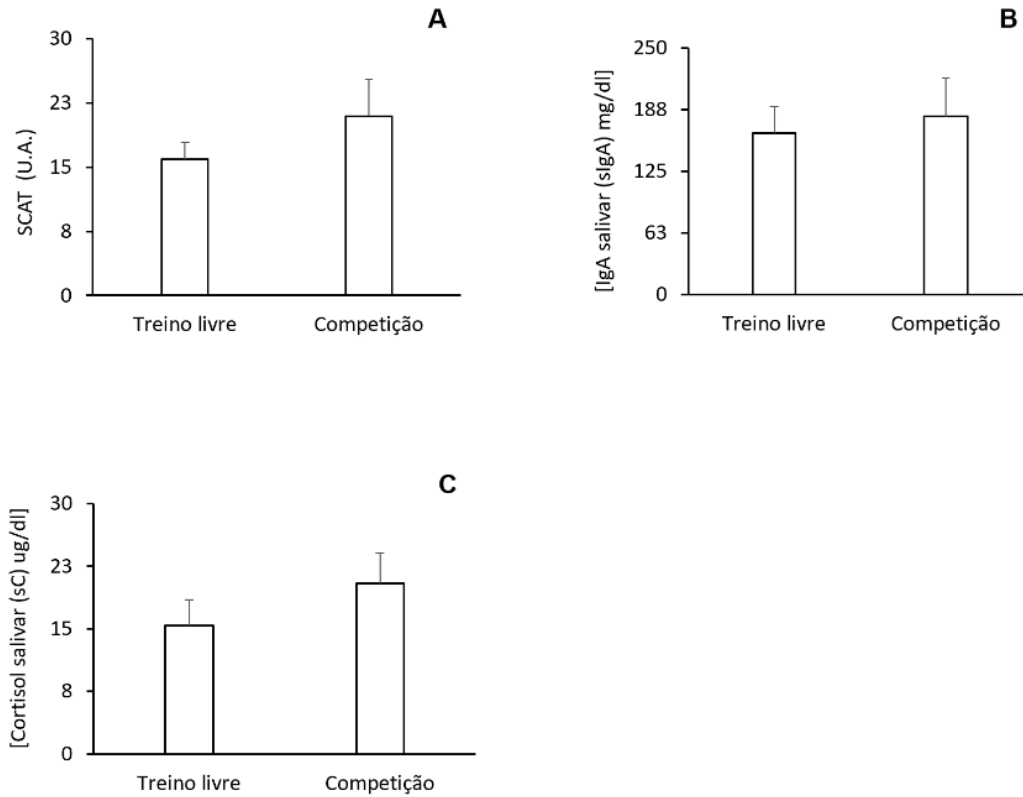 A
SCAT (U.A.)
30
23
15
8
0
Treino livre
Competição
B
[IgA salivar (sIgA) mg/dl]
250
188
125
63
0
Treino livre
Competição
C
[Cortisol salivar (sC) ug/dl]
30
23
15
8
0
Treino livre
Competição